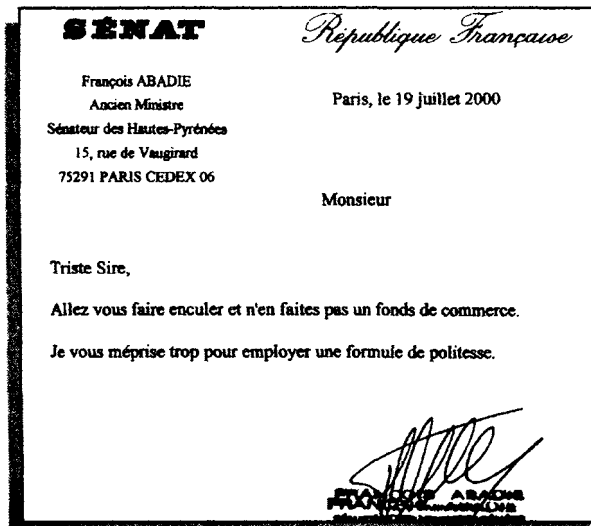 SÉNAT
République Française
François ABADIE
Ancien Ministre
Sénateur des Hautes-Pyrénées
15, rue de Vaugirard
75291 PARIS CEDEX 06
Paris, le 19 juillet 2000
Monsieur
Triste Sire,
Allez vous faire enculer et n'en faites pas un fonds de commerce.
Je vous méprise trop pour employer une formule de politesse.
FRANÇOIS ABADIE